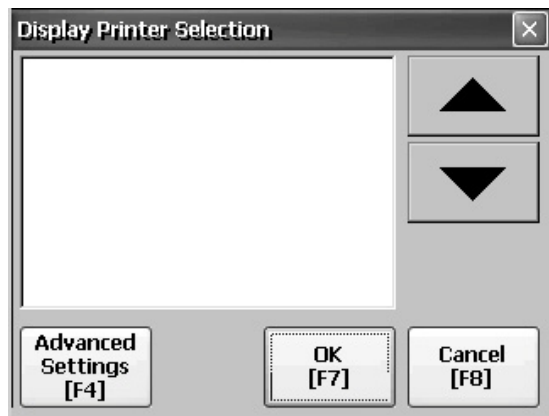 Display Printer Selection
Advanced
Settings
[F4]
OK
[F7]
Cancel
[F8]